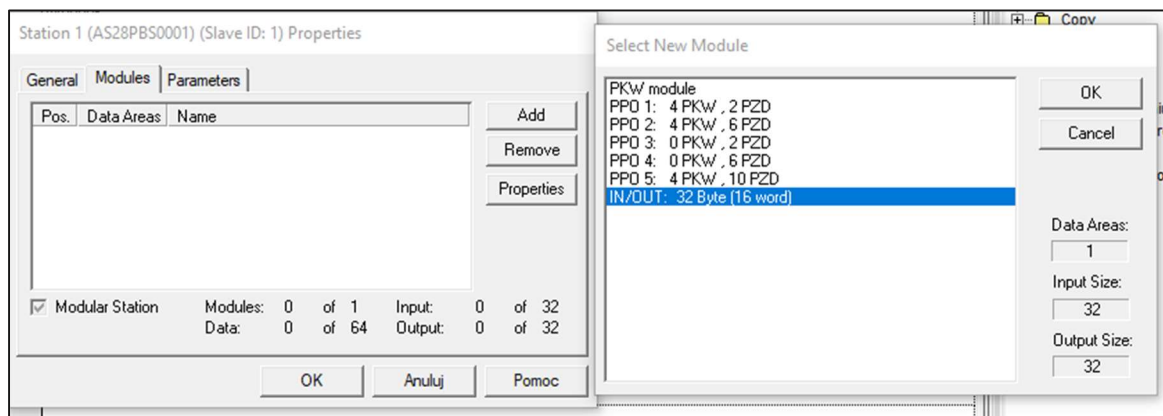 Copy
Station 1 (AS28PBS0001) (Slave ID: 1) Properties
General Modules Parameters
Pos. Data Areas Name
Add
Remove
Properties
Modular Station Modules: 0 of 1 Input: 0 of 32
Data: 0 of 64 Output: 0 of 32
OK Anuluj Pomoc
Select New Module
PKW module
PPO 1: 4 PKW , 2 PZD
PPO 2: 4 PKW , 6 PZD
PPO 3: 0 PKW , 2 PZD
PPO 4: 0 PKW , 6 PZD
PPO 5: 4 PKW , 10 PZD
IN/OUT: 32 Byte (16 word)
OK
Cancel
Data Areas:
1
Input Size:
32
Output Size:
32